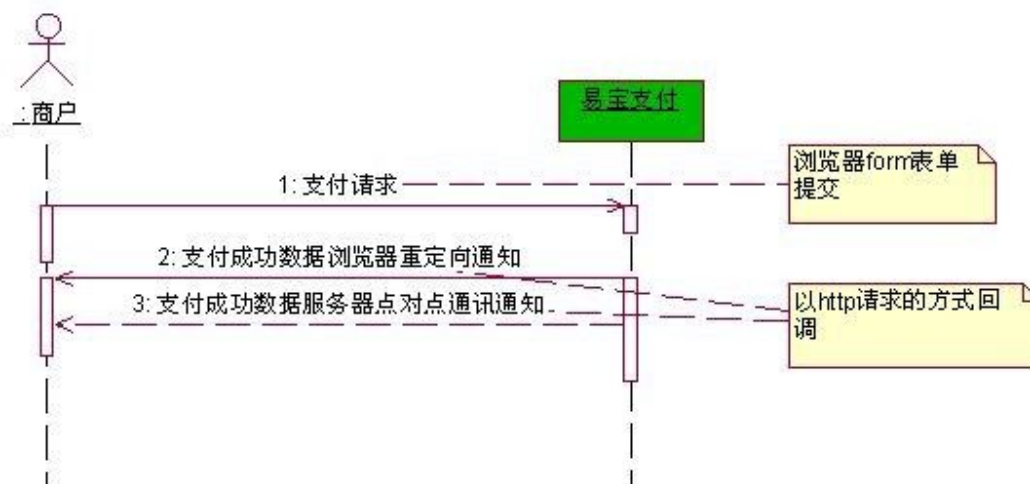 :商户
易宝支付
浏览器form表单
提交
1: 支付请求
2: 支付成功数据浏览器重定向通知
3: 支付成功数据服务器点对点通讯通知
以http请求的方式回
调